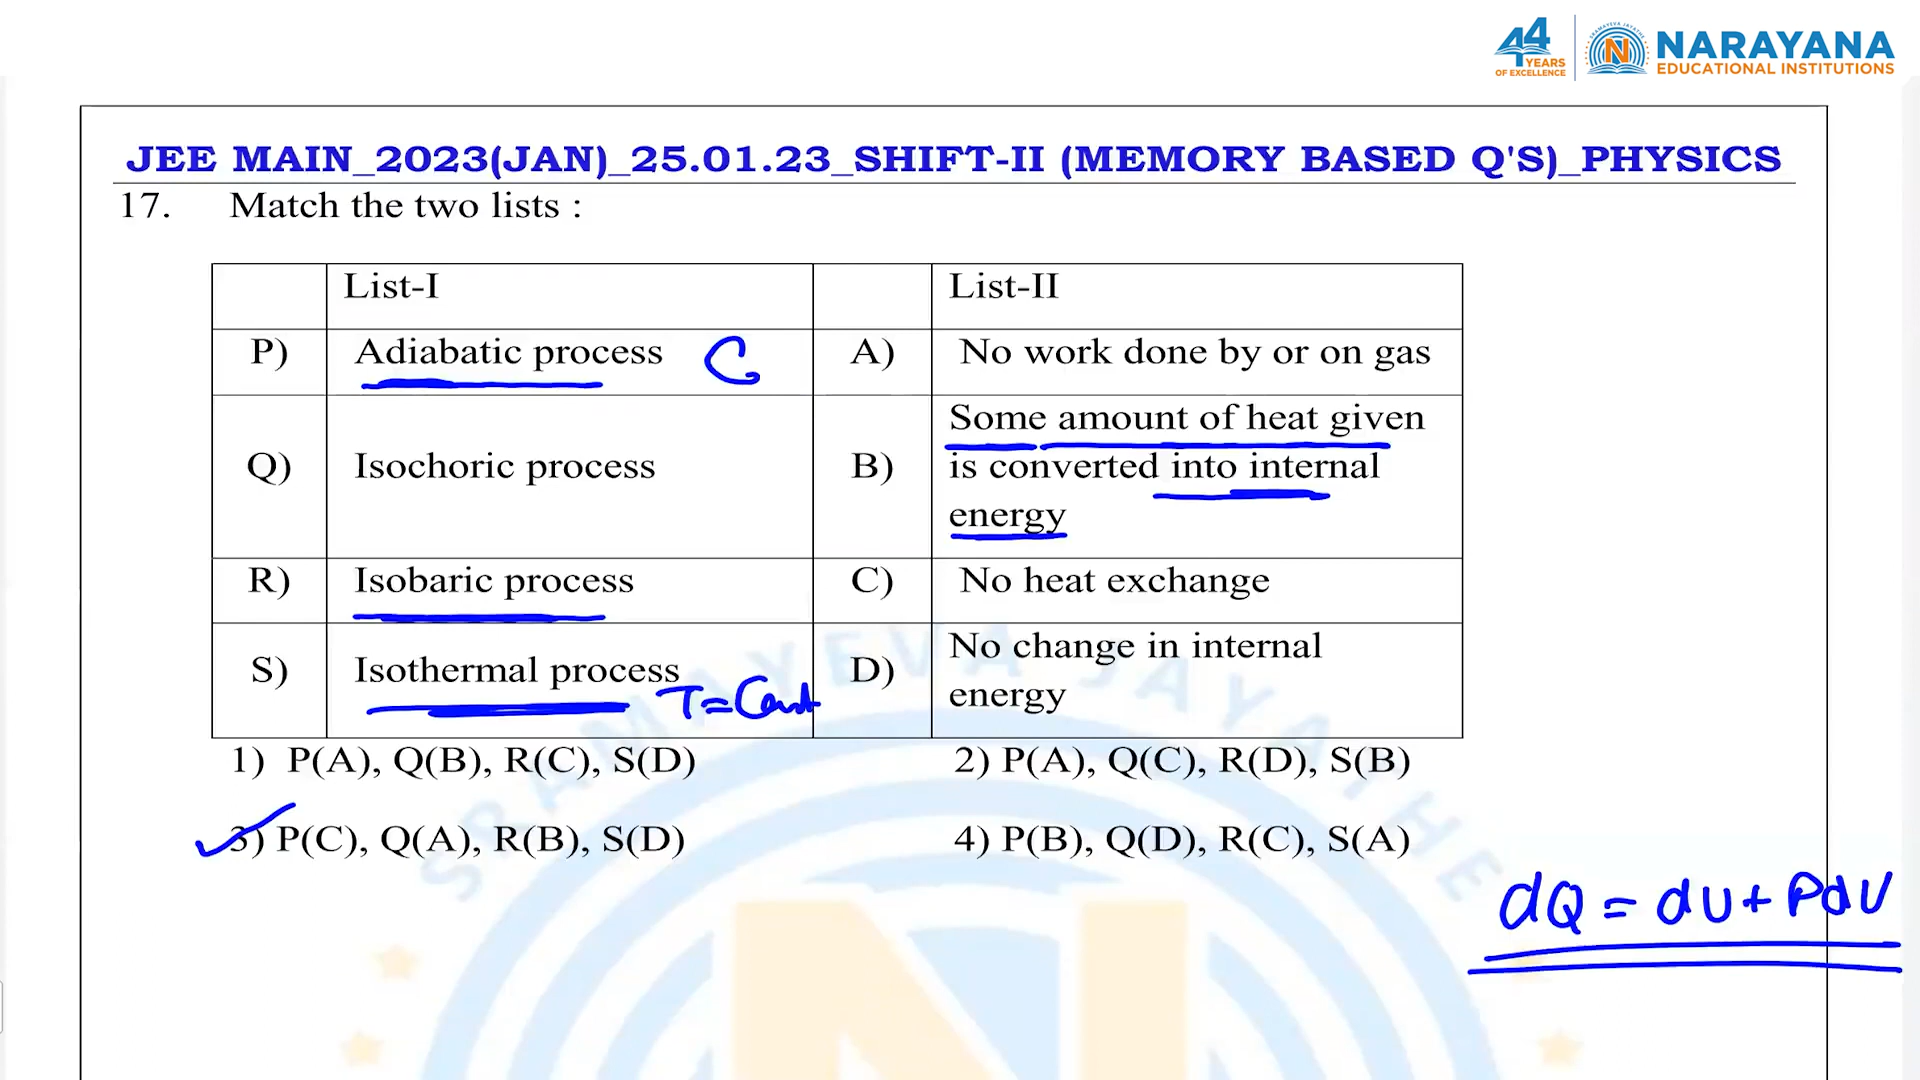 44 YEARS OF EXCELLENCE
NARAYANA
EDUCATIONAL INSTITUTIONS
JEE MAIN_2023(JAN)_25.01.23_SHIFT-II (MEMORY BASED Q'S)_PHYSICS
17. Match the two lists :
List-I List-II
P) Adiabatic process C A) No work done by or on gas
Q) Isochoric process B) Some amount of heat given
is converted into internal
energy
R) Isobaric process C) No heat exchange
S) Isothermal process T=Const D) No change in internal
energy
1) P(A), Q(B), R(C), S(D) 2) P(A), Q(C), R(D), S(B)
3) P(C), Q(A), R(B), S(D) 4) P(B), Q(D), R(C), S(A)
dQ = dU + PdV
SRAMAYEVA JAYATHE